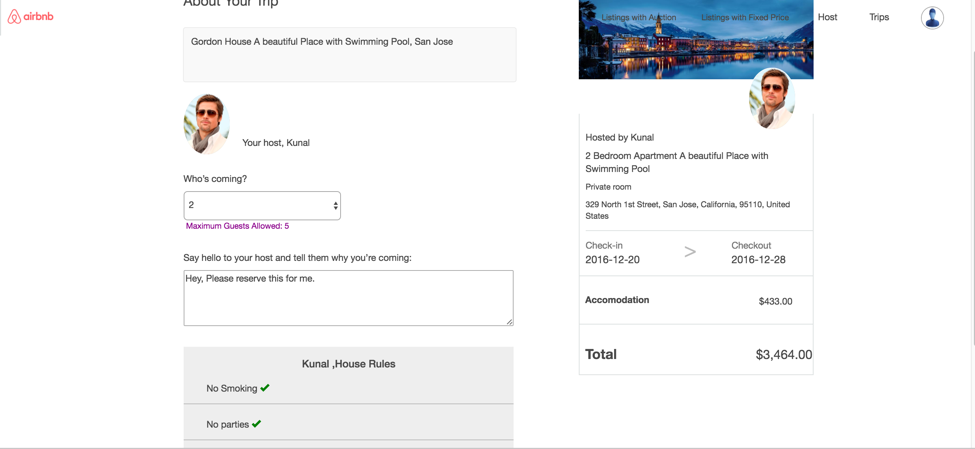 airbnb
Listings with Auction
Listings with Fixed Price
Host
Trips
About Your Trip
Gordon House A beautiful Place with Swimming Pool, San Jose
Your host, Kunal
Who's coming?
2
Maximum Guests Allowed: 5
Say hello to your host and tell them why you're coming:
Hey, Please reserve this for me.
Kunal ,House Rules
No Smoking
No parties
Hosted by Kunal
2 Bedroom Apartment A beautiful Place with
Swimming Pool
Private room
329 North 1st Street, San Jose, California, 95110, United
States
Check-in
>
Checkout
2016-12-20
2016-12-28
Accomodation
$433.00
Total
$3,464.00